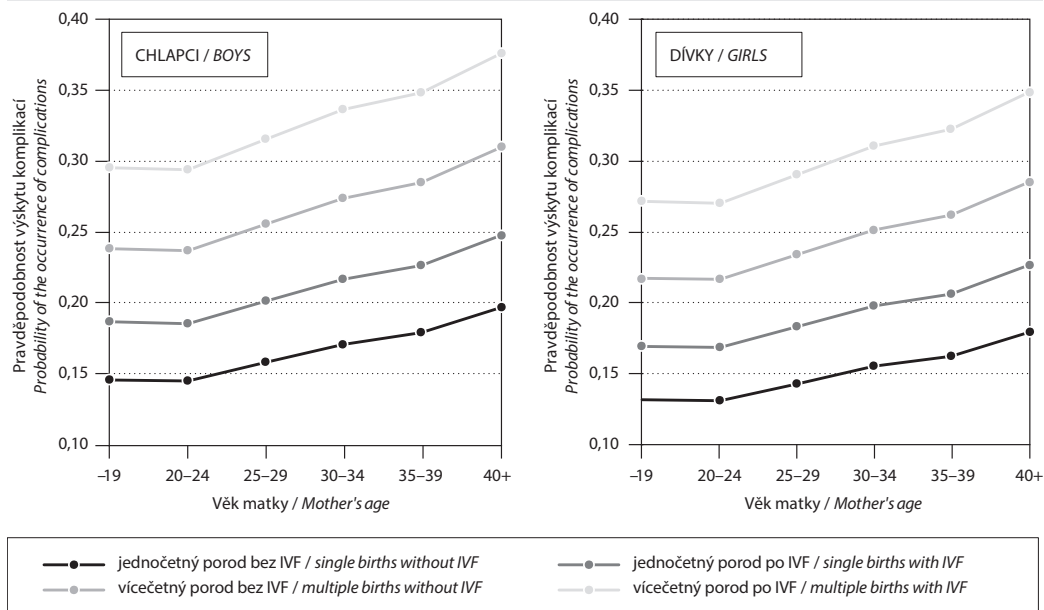 CHLAPCI / BOYS
Pravděpodobnost výskytu komplikací
Probability of the occurrence of complications
0,40
0,35
0,30
0,25
0,20
0,15
0,10
–19 20–24 25–29 30–34 35–39 40+
Věk matky / Mother's age
DÍVKY / GIRLS
Pravděpodobnost výskytu komplikací
Probability of the occurrence of complications
0,40
0,35
0,30
0,25
0,20
0,15
0,10
–19 20–24 25–29 30–34 35–39 40+
Věk matky / Mother's age
jednočetný porod bez IVF / single births without IVF
jednočetný porod po IVF / single births with IVF
vícečetný porod bez IVF / multiple births without IVF
vícečetný porod po IVF / multiple births with IVF